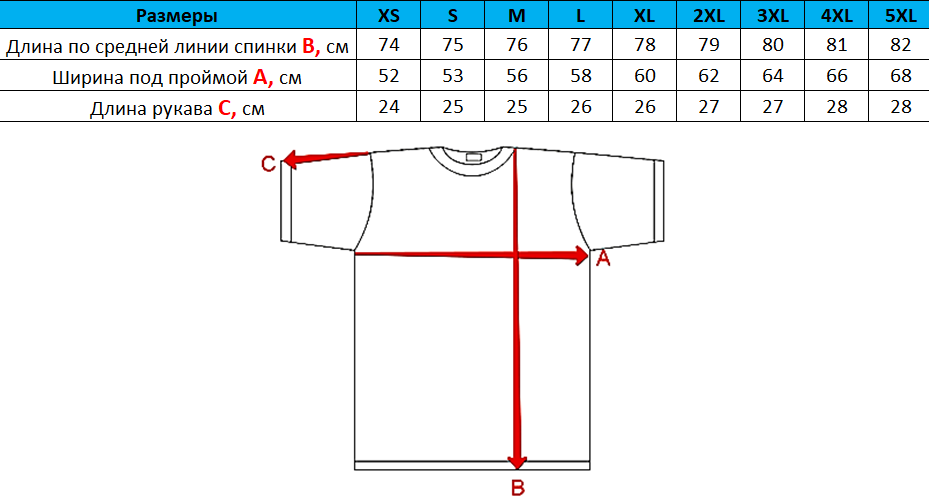 Размеры XS S M L XL 2XL 3XL 4XL 5XL
Длина по средней линии спинки B, см 74 75 76 77 78 79 80 81 82
Ширина под проймой A, см 52 53 56 58 60 62 64 66 68
Длина рукава C, см 24 25 25 26 26 27 27 28 28
C
A
B